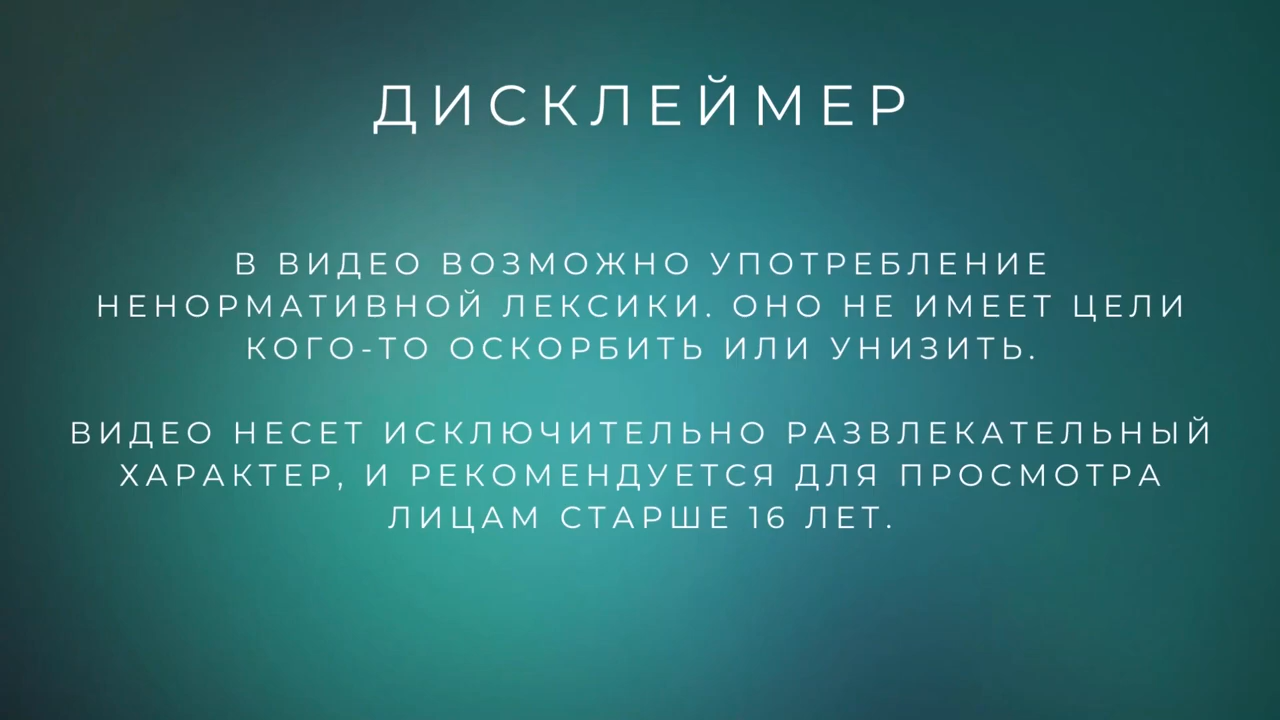 ДИСКЛЕЙМЕР
В ВИДЕО ВОЗМОЖНО УПОТРЕБЛЕНИЕ
НЕНОРМАТИВНОЙ ЛЕКСИКИ. ОНО НЕ ИМЕЕТ ЦЕЛИ
КОГО-ТО ОСКОРБИТЬ ИЛИ УНИЗИТЬ.
ВИДЕО НЕСЕТ ИСКЛЮЧИТЕЛЬНО РАЗВЛЕКАТЕЛЬНЫЙ
ХАРАКТЕР, И РЕКОМЕНДУЕТСЯ ДЛЯ ПРОСМОТРА
ЛИЦАМ СТАРШЕ 16 ЛЕТ.